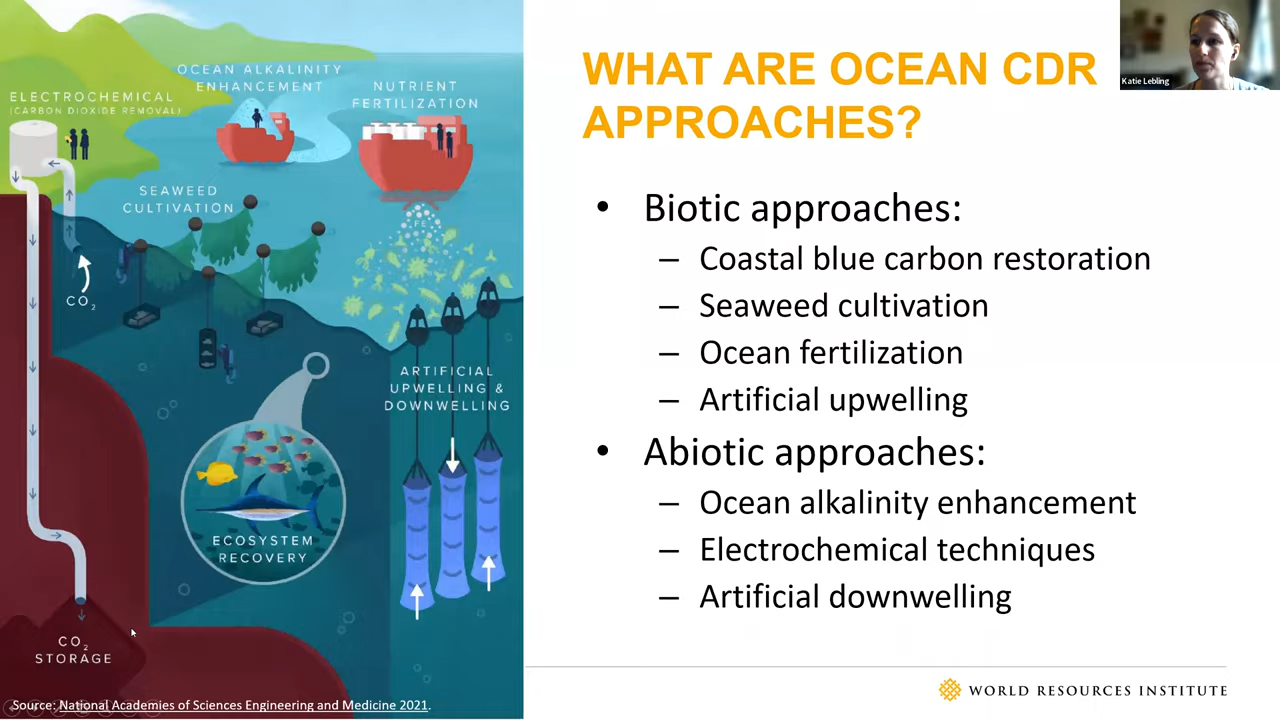 WHAT ARE OCEAN CDR
APPROACHES?
Katie Lebling
OCEAN ALKALINITY
ENHANCEMENT
NUTRIENT
FERTILIZATION
ELECTROCHEMICAL
(CARBON DIOXIDE REMOVAL)
SEAWEED
CULTIVATION
FE
CO₂
ARTIFICIAL
UPWELLING &
DOWNWELLING
ECOSYSTEM
RECOVERY
CO₂
STORAGE
Source: National Academies of Sciences Engineering and Medicine 2021.
• Biotic approaches:
– Coastal blue carbon restoration
– Seaweed cultivation
– Ocean fertilization
– Artificial upwelling
• Abiotic approaches:
– Ocean alkalinity enhancement
– Electrochemical techniques
– Artificial downwelling
WORLD RESOURCES INSTITUTE